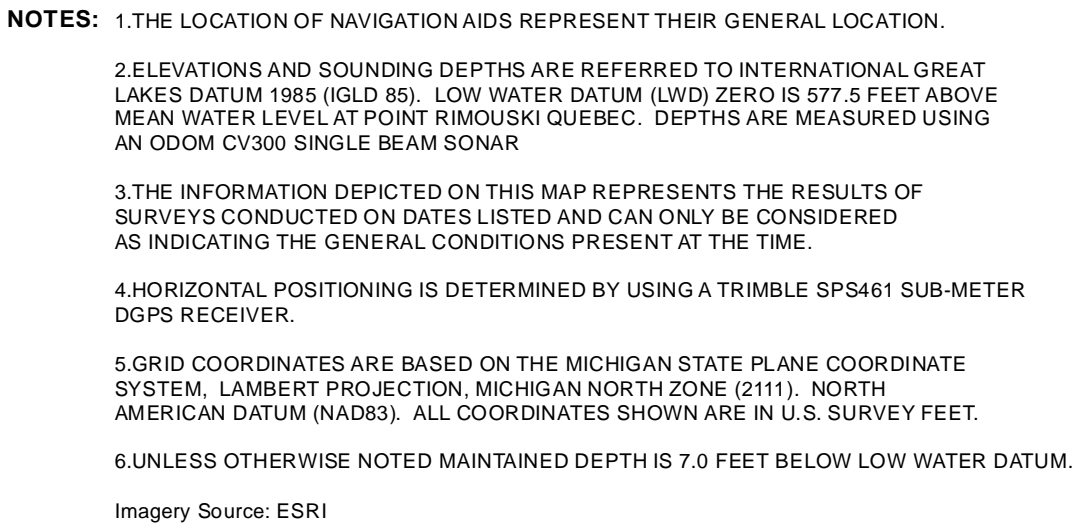 NOTES: 1.THE LOCATION OF NAVIGATION AIDS REPRESENT THEIR GENERAL LOCATION.
2.ELEVATIONS AND SOUNDING DEPTHS ARE REFERRED TO INTERNATIONAL GREAT
LAKES DATUM 1985 (IGLD 85). LOW WATER DATUM (LWD) ZERO IS 577.5 FEET ABOVE
MEAN WATER LEVEL AT POINT RIMOUSKI QUEBEC. DEPTHS ARE MEASURED USING
AN ODOM CV300 SINGLE BEAM SONAR
3.THE INFORMATION DEPICTED ON THIS MAP REPRESENTS THE RESULTS OF
SURVEYS CONDUCTED ON DATES LISTED AND CAN ONLY BE CONSIDERED
AS INDICATING THE GENERAL CONDITIONS PRESENT AT THE TIME.
4.HORIZONTAL POSITIONING IS DETERMINED BY USING A TRIMBLE SPS461 SUB-METER
DGPS RECEIVER.
5.GRID COORDINATES ARE BASED ON THE MICHIGAN STATE PLANE COORDINATE
SYSTEM, LAMBERT PROJECTION, MICHIGAN NORTH ZONE (2111). NORTH
AMERICAN DATUM (NAD83). ALL COORDINATES SHOWN ARE IN U.S. SURVEY FEET.
6.UNLESS OTHERWISE NOTED MAINTAINED DEPTH IS 7.0 FEET BELOW LOW WATER DATUM.
Imagery Source: ESRI